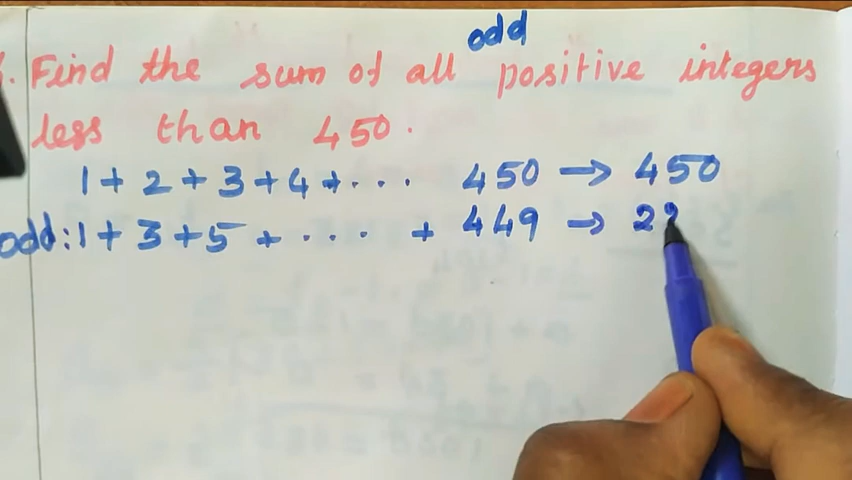 Find the sum of all odd positive integers
less than 450.
1 + 2 + 3 + 4 + ... 450 → 450
odd: 1 + 3 + 5 + ... + 449 → 22